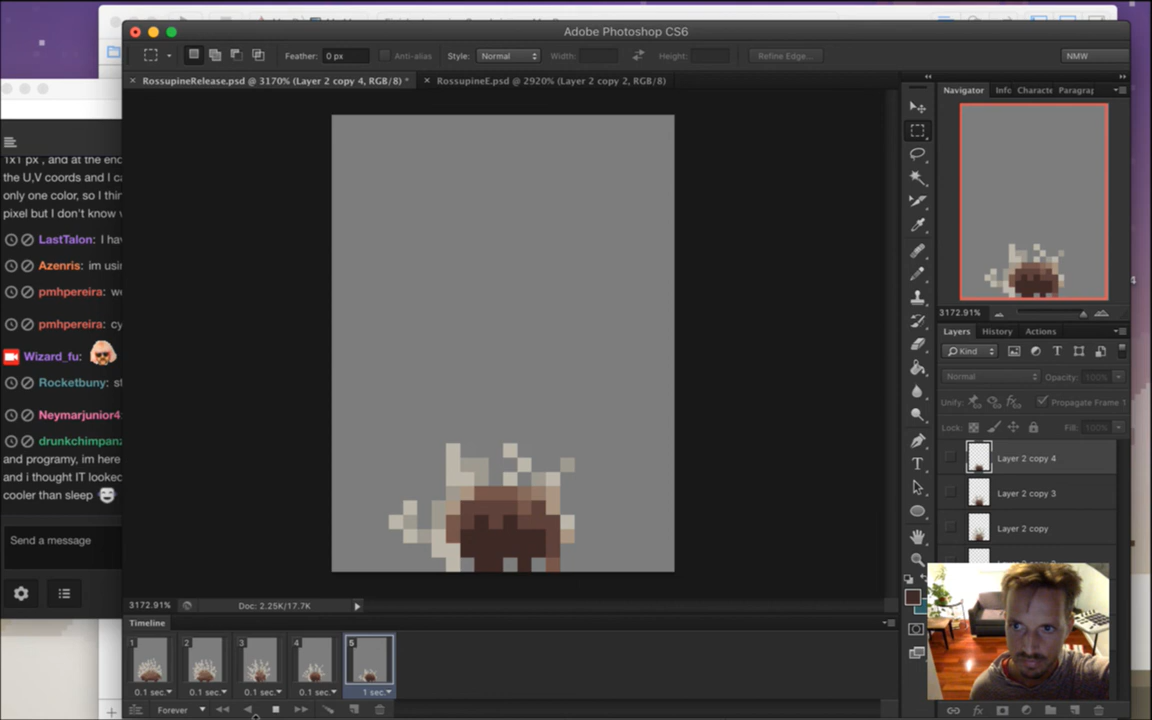 Adobe Photoshop CS6
Feather: 0 px Anti-alias Style: Normal Width: Height: Refine Edge... NMW
RossupineRelease.psd @ 3170% (Layer 2 copy 4, RGB/8) *
RossupineE.psd @ 2920% (Layer 2 copy 2, RGB/8)
1x1 px , and at the end
the U,V coords and I ca
only one color, so I thin
pixel but I don't know
LastTalon: I hav
Azenris: im usin
pmhpereira: we
pmhpereira: cy
Wizard_fu:
Rocketbuny: st
Neymarjunior4
drunkchimpanz
and programy, im here
and i thought IT looked
cooler than sleep
Send a message
Navigator Info Characte Paragra
3172.91%
Layers History Actions
Kind
Normal Opacity: 100%
Unify: Propagate Frame 1
Lock: Fill: 100%
Layer 2 copy 4
Layer 2 copy 3
Layer 2 copy
3172.91% Doc: 2.25K/17.7K
Timeline
1 2 3 4 5
0.1 sec. 0.1 sec. 0.1 sec. 0.1 sec. 1 sec.
Forever